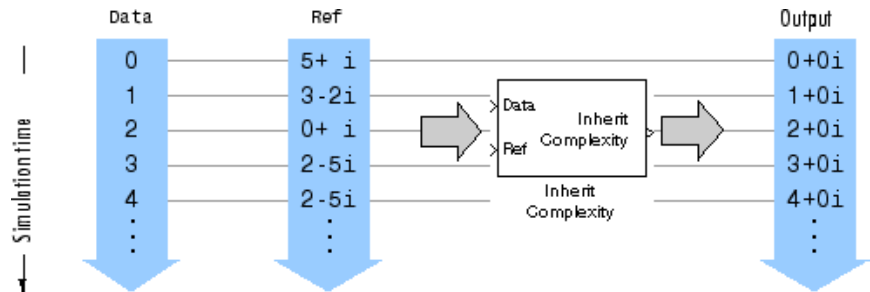 Data Ref Output
0 5+ i 0+0i
1 3-2i 1+0i
2 0+ i 2+0i
3 2-5i 3+0i
4 2-5i 4+0i
Simulation time
Data
Ref
Inherit
Complexity
Inherit
Complexity